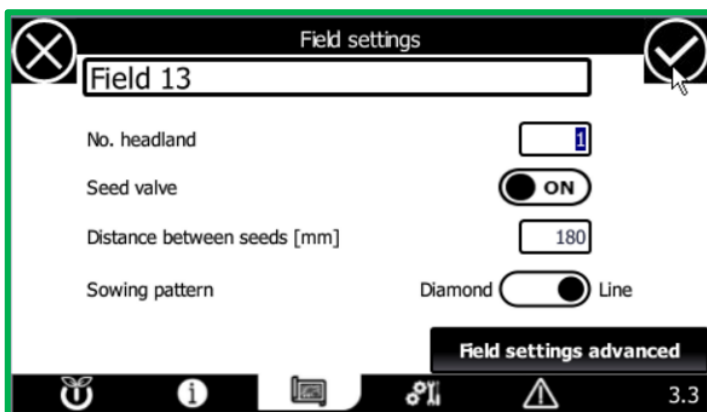 Field settings
Field 13
No. headland 1
Seed valve ON
Distance between seeds [mm] 180
Sowing pattern Diamond Line
Field settings advanced
3.3